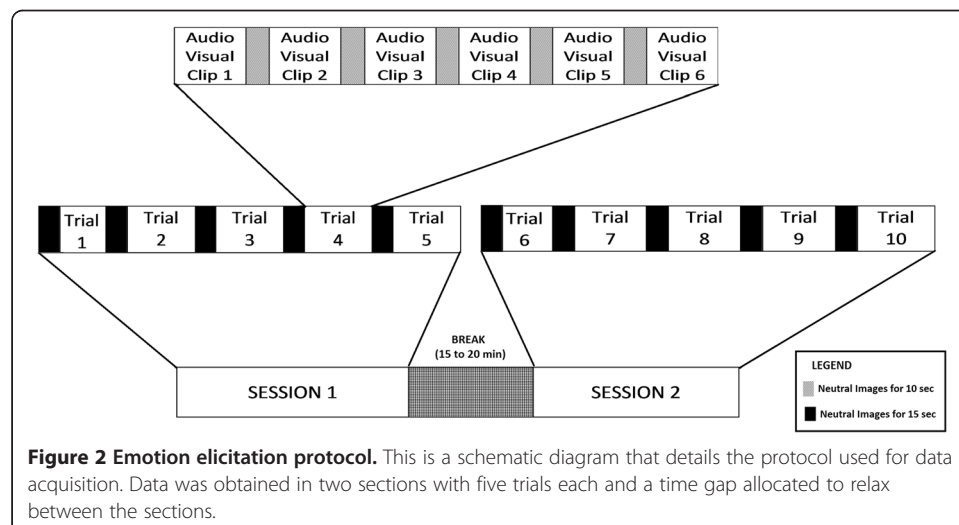 Audio Visual Clip 1
Audio Visual Clip 2
Audio Visual Clip 3
Audio Visual Clip 4
Audio Visual Clip 5
Audio Visual Clip 6
Trial 1
Trial 2
Trial 3
Trial 4
Trial 5
Trial 6
Trial 7
Trial 8
Trial 9
Trial 10
BREAK
(15 to 20 min)
SESSION 1
SESSION 2
LEGEND
Neutral Images for 10 sec
Neutral Images for 15 sec
Figure 2 Emotion elicitation protocol. This is a schematic diagram that details the protocol used for data
acquisition. Data was obtained in two sections with five trials each and a time gap allocated to relax
between the sections.